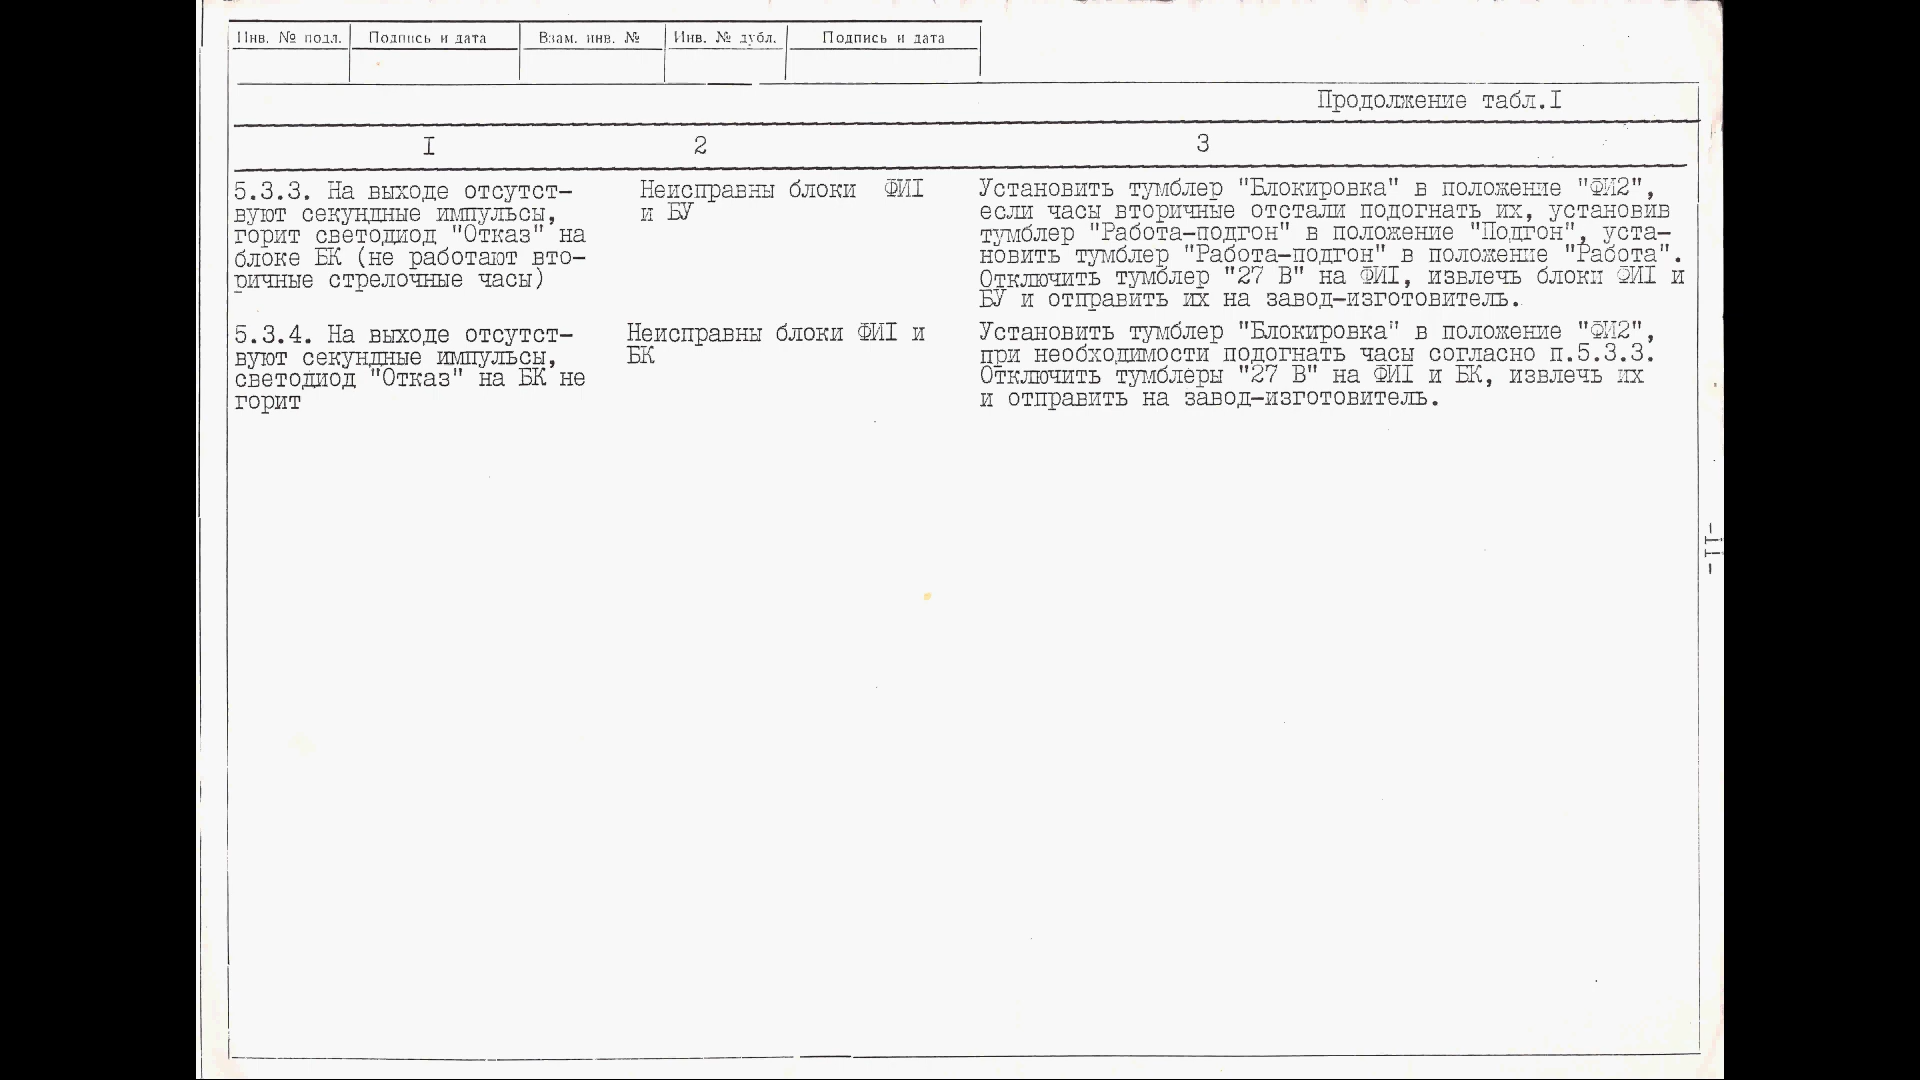 Инв. № подл. Подпись и дата Взам. инв. № Инв. № дубл. Подпись и дата
Продолжение табл.I
I 2 3
5.3.3. На выходе отсутст-
вуют секундные импульсы,
горит светодиод "Отказ" на
блоке БК (не работают вто-
ричные стрелочные часы)
Неисправны блоки ФИI
и БУ
Установить тумблер "Блокировка" в положение "ФИ2",
если часы вторичные отстали подогнать их, установив
тумблер "Работа-подгон" в положение "Подгон", уста-
новить тумблер "Работа-подгон" в положение "Работа".
Отключить тумблер "27 В" на ФИI, извлечь блоки ФИI и
БУ и отправить их на завод-изготовитель.
5.3.4. На выходе отсутст-
вуют секундные импульсы,
светодиод "Отказ" на БК не
горит
Неисправны блоки ФИI и
БК
Установить тумблер "Блокировка" в положение "ФИ2",
при необходимости подогнать часы согласно п.5.3.3.
Отключить тумблеры "27 В" на ФИI и БК, извлечь их
и отправить на завод-изготовитель.
-II-